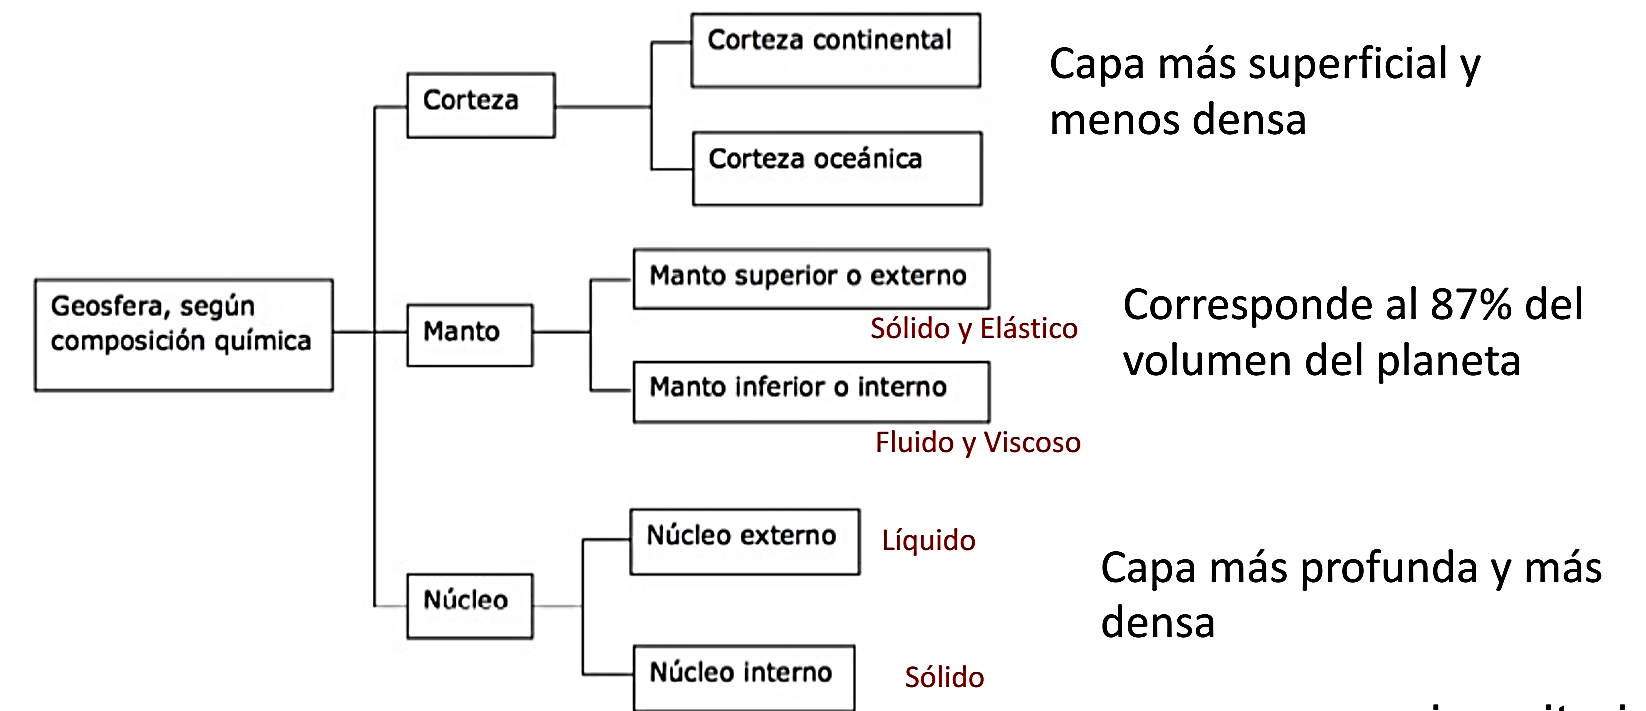 Corteza continental
Capa más superficial y
menos densa
Corteza
Corteza oceánica
Geosfera, según
composición química
Manto
Manto superior o externo
Sólido y Elástico
Corresponde al 87% del
volumen del planeta
Manto inferior o interno
Fluido y Viscoso
Núcleo
Núcleo externo
Líquido
Capa más profunda y más
densa
Núcleo interno
Sólido